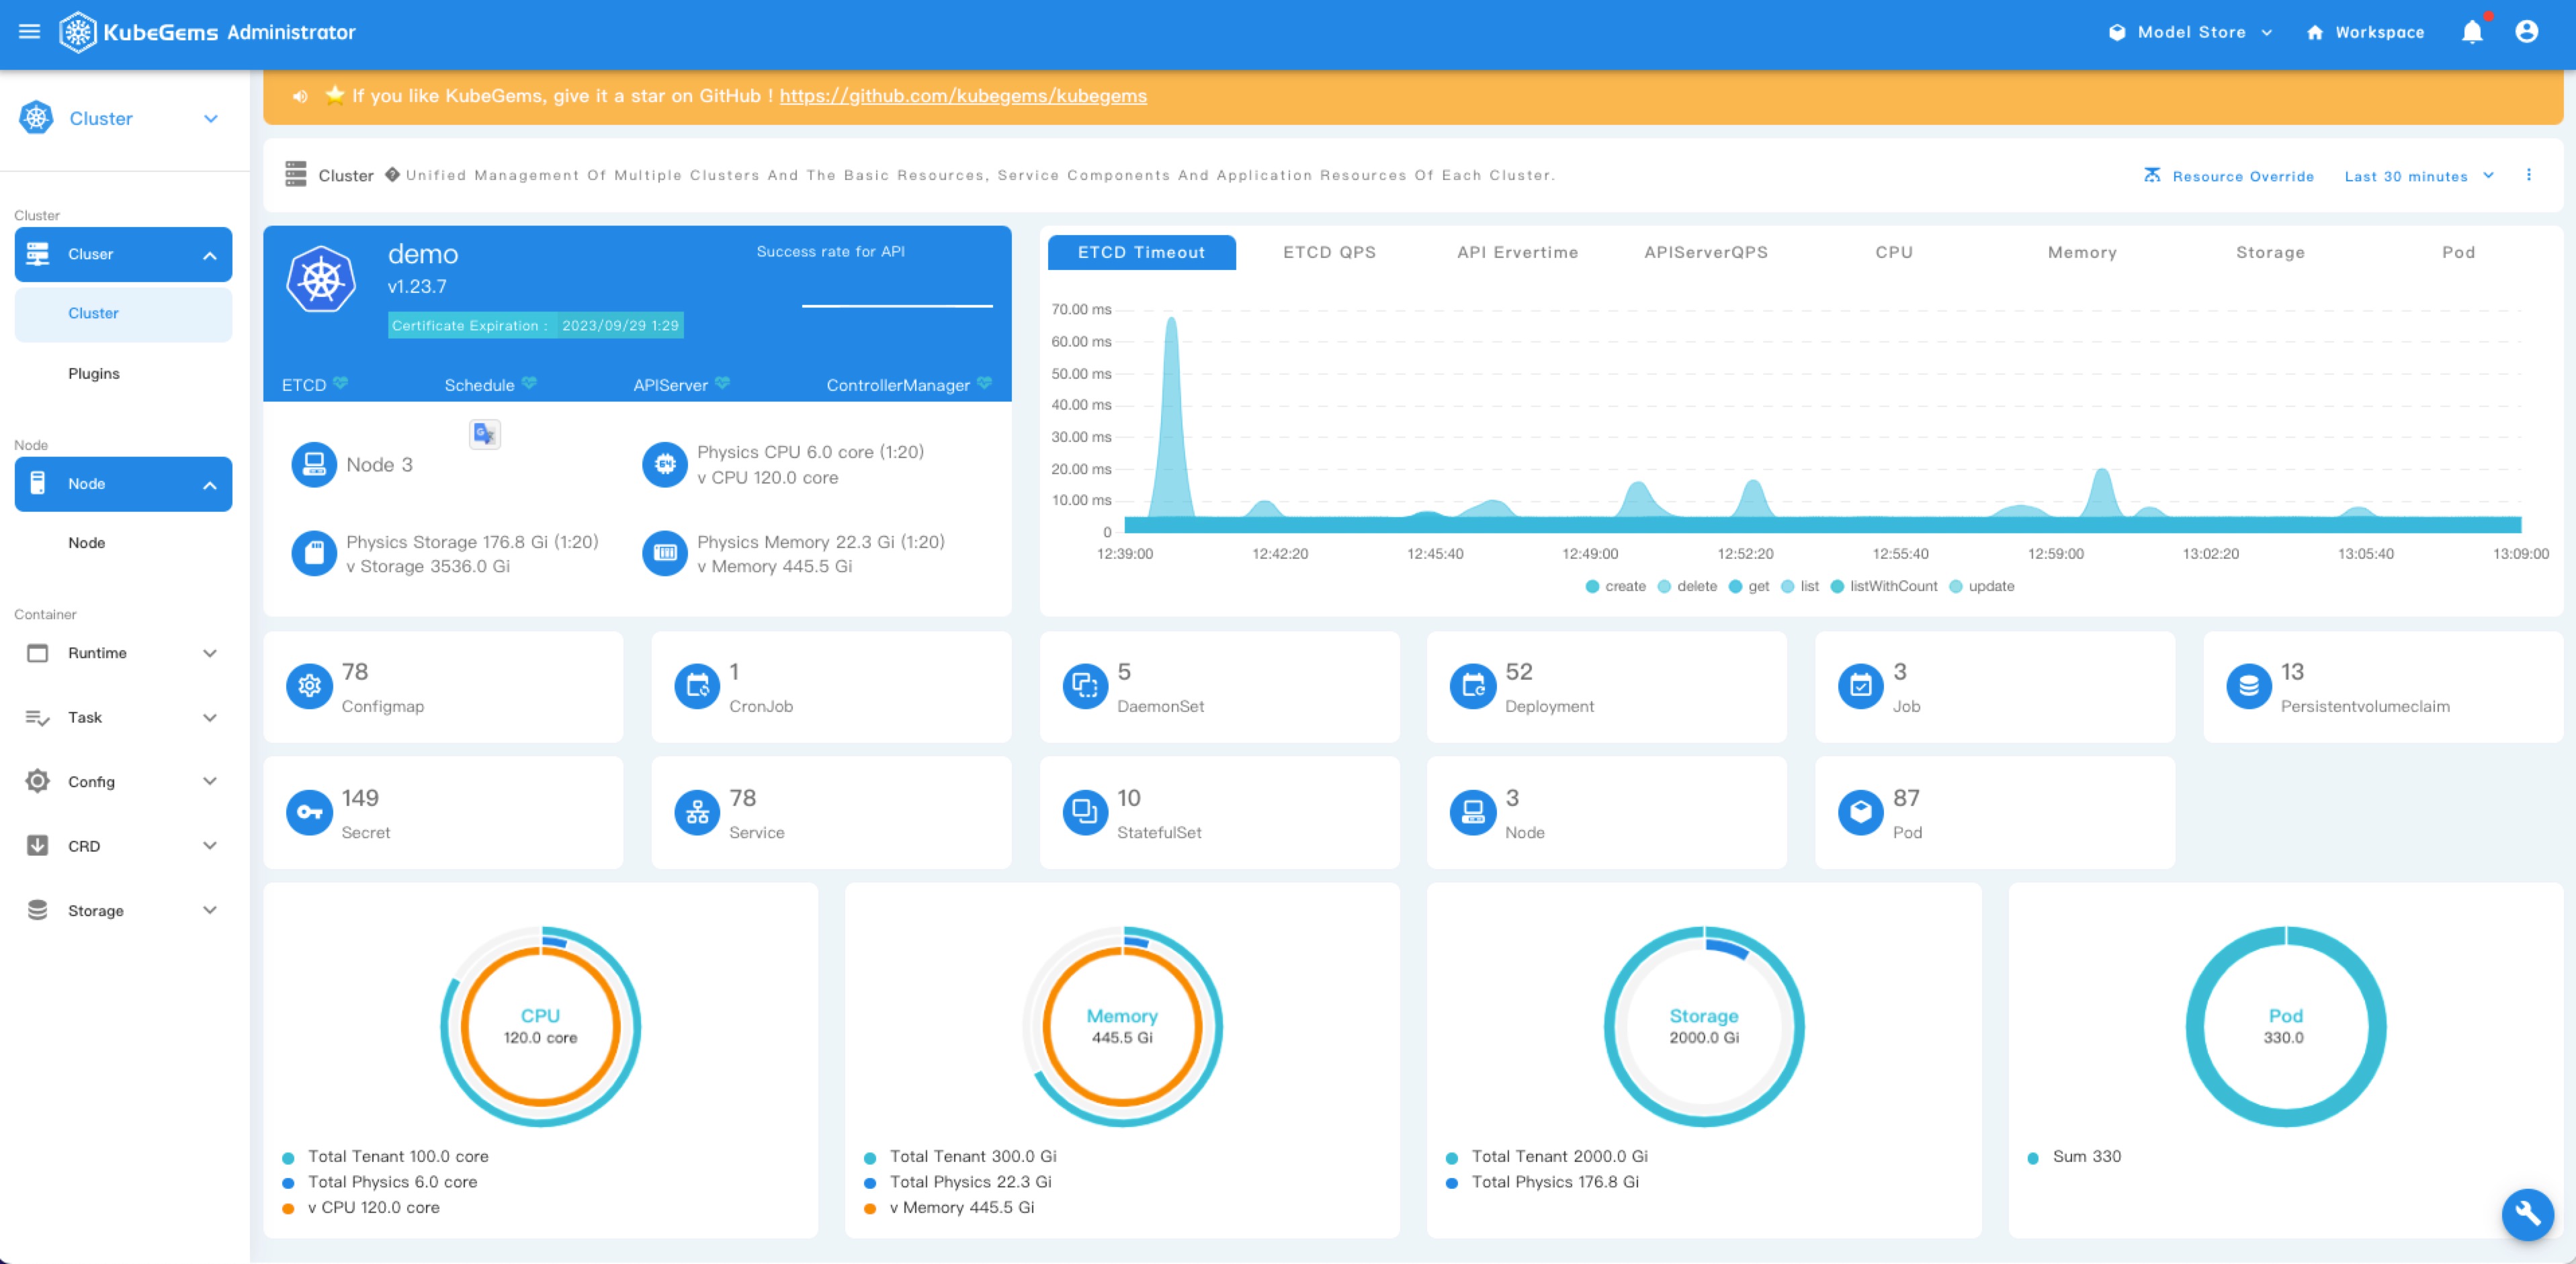 KubeGems Administrator
Model Store
Workspace
If you like KubeGems, give it a star on GitHub ! https://github.com/kubegems/kubegems
Cluster
Cluster
Cluser
Cluster
Plugins
Node
Node
Node
Container
Runtime
Task
Config
CRD
Storage
Cluster Unified Management Of Multiple Clusters And The Basic Resources, Service Components And Application Resources Of Each Cluster.
Resource Override
Last 30 minutes
demo
v1.23.7
Certificate Expiration : 2023/09/29 1:29
Success rate for API
ETCD
Schedule
APIServer
ControllerManager
Node 3
Physics CPU 6.0 core (1:20)
v CPU 120.0 core
Physics Storage 176.8 Gi (1:20)
v Storage 3536.0 Gi
Physics Memory 22.3 Gi (1:20)
v Memory 445.5 Gi
ETCD Timeout
ETCD QPS
API Ervertime
APIServerQPS
CPU
Memory
Storage
Pod
70.00 ms
60.00 ms
50.00 ms
40.00 ms
30.00 ms
20.00 ms
10.00 ms
0
12:39:00
12:42:20
12:45:40
12:49:00
12:52:20
12:55:40
12:59:00
13:02:20
13:05:40
13:09:00
create
delete
get
list
listWithCount
update
78
Configmap
1
CronJob
5
DaemonSet
52
Deployment
3
Job
13
Persistentvolumeclaim
149
Secret
78
Service
10
StatefulSet
3
Node
87
Pod
CPU
120.0 core
Total Tenant 100.0 core
Total Physics 6.0 core
v CPU 120.0 core
Memory
445.5 Gi
Total Tenant 300.0 Gi
Total Physics 22.3 Gi
v Memory 445.5 Gi
Storage
2000.0 Gi
Total Tenant 2000.0 Gi
Total Physics 176.8 Gi
Pod
330.0
Sum 330